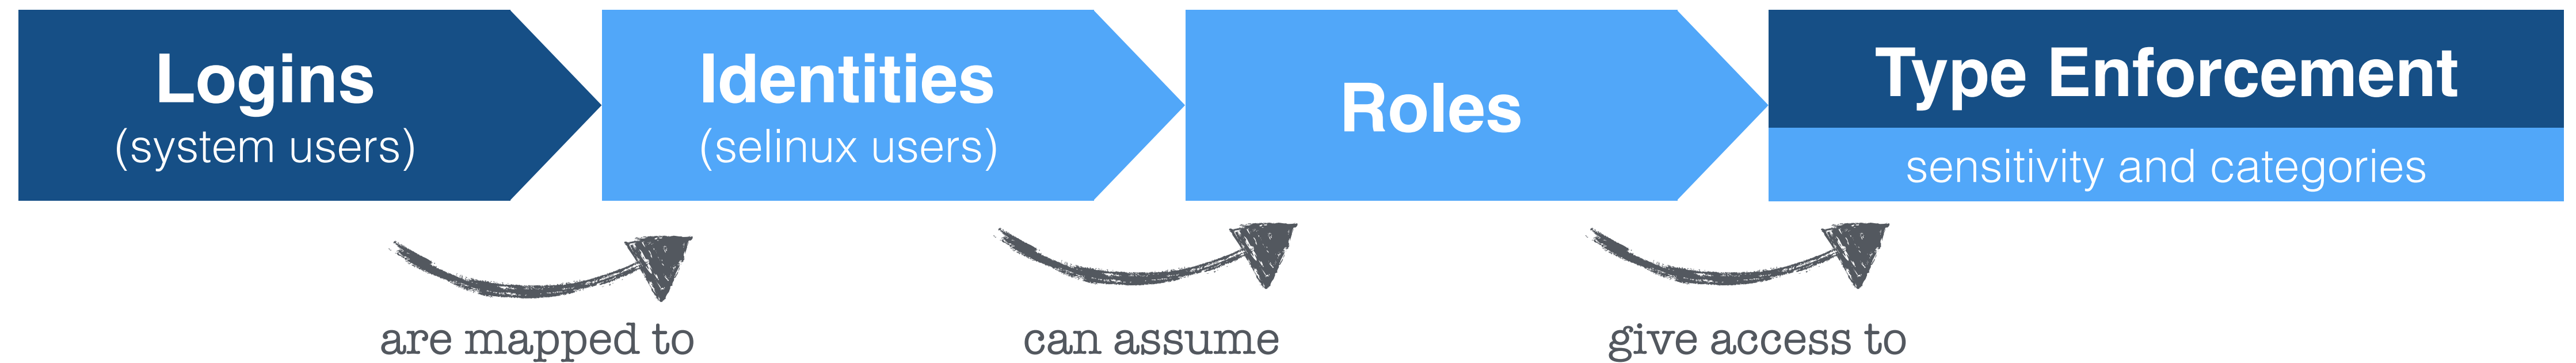 Logins
(system users)
Identities
(selinux users)
Roles
Type Enforcement
sensitivity and categories
are mapped to
can assume
give access to